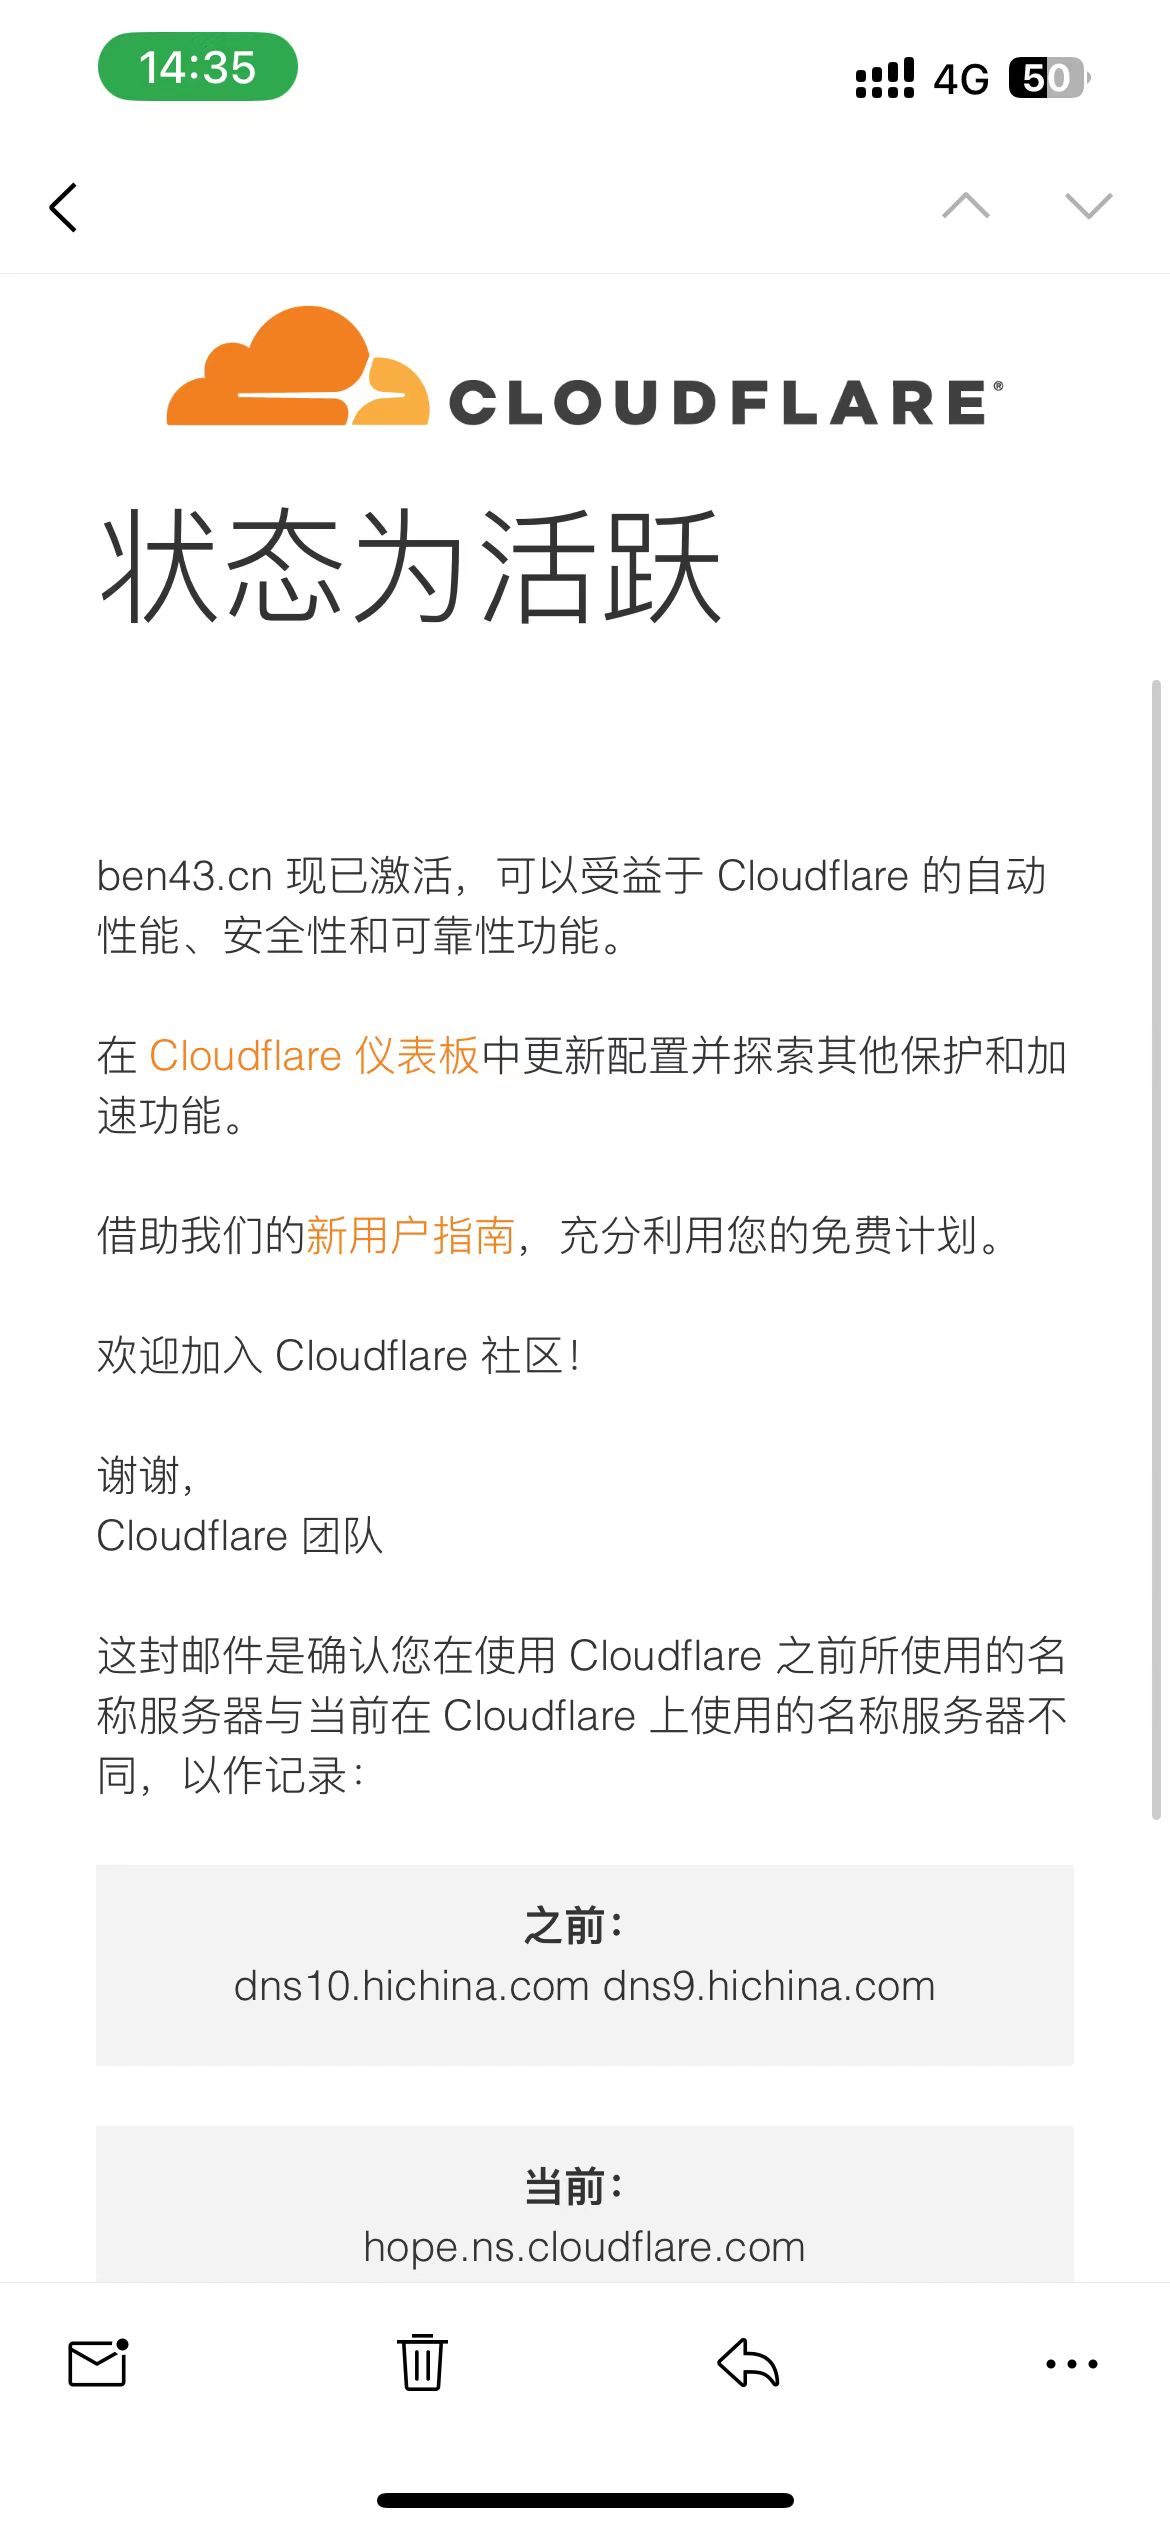 14:35
4G 50
CLOUDFLARE®
状态为活跃
ben43.cn 现已激活，可以受益于 Cloudflare 的自动
性能、安全性和可靠性功能。
在 Cloudflare 仪表板中更新配置并探索其他保护和加
速功能。
借助我们的新用户指南，充分利用您的免费计划。
欢迎加入 Cloudflare 社区！
谢谢，
Cloudflare 团队
这封邮件是确认您在使用 Cloudflare 之前所使用的名
称服务器与当前在 Cloudflare 上使用的名称服务器不
同，以作记录：
之前：
dns10.hichina.com dns9.hichina.com
当前：
hope.ns.cloudflare.com